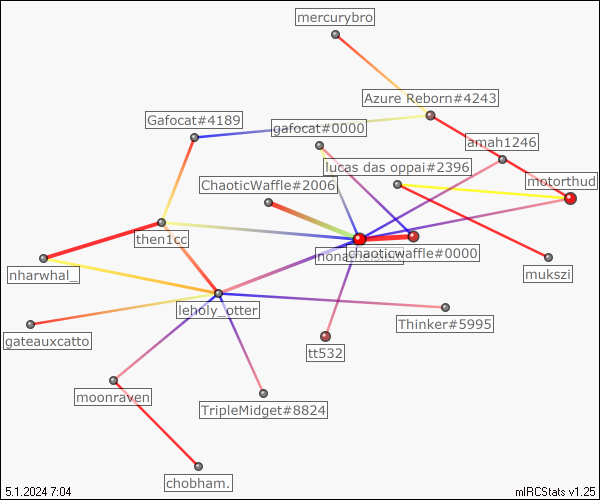 mercurybro
Azure Reborn#4243
Gafocat#4189
gafocat#0000
amah1246
lucas das oppai#2396
motorthud
ChaoticWaffle#2006
then1cc
chaoticwaffle#0000
nharwhal_
mukszi
leholy_otter
Thinker#5995
gateauxcatto
tt532
moonraven
TripleMidget#8824
chobham.
5.1.2024 7:04
mIRCStats v1.25